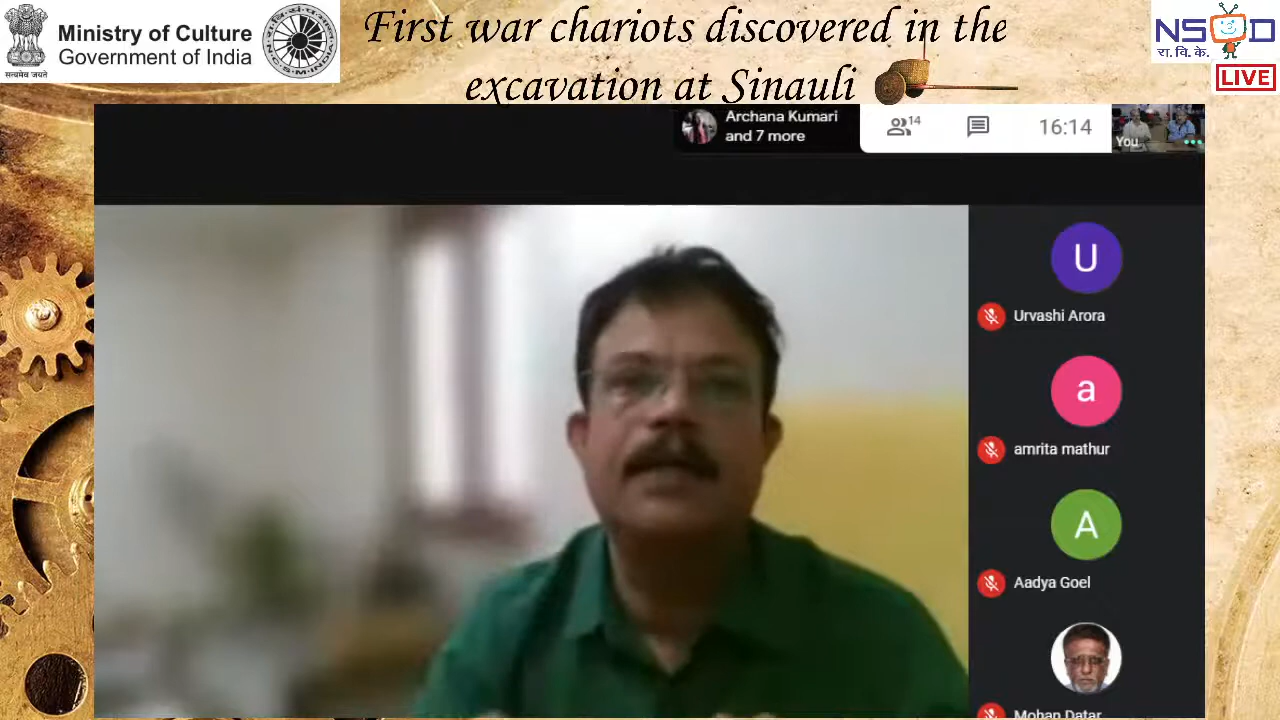 Ministry of Culture
Government of India
सत्यमेव जयते
First war chariots discovered in the
excavation at Sinauli
NSCD
रा.वि.के.
LIVE
Archana Kumari
and 7 more
14
16:14
You
U
Urvashi Arora
a
amrita mathur
A
Aadya Goel
Mohan Datar